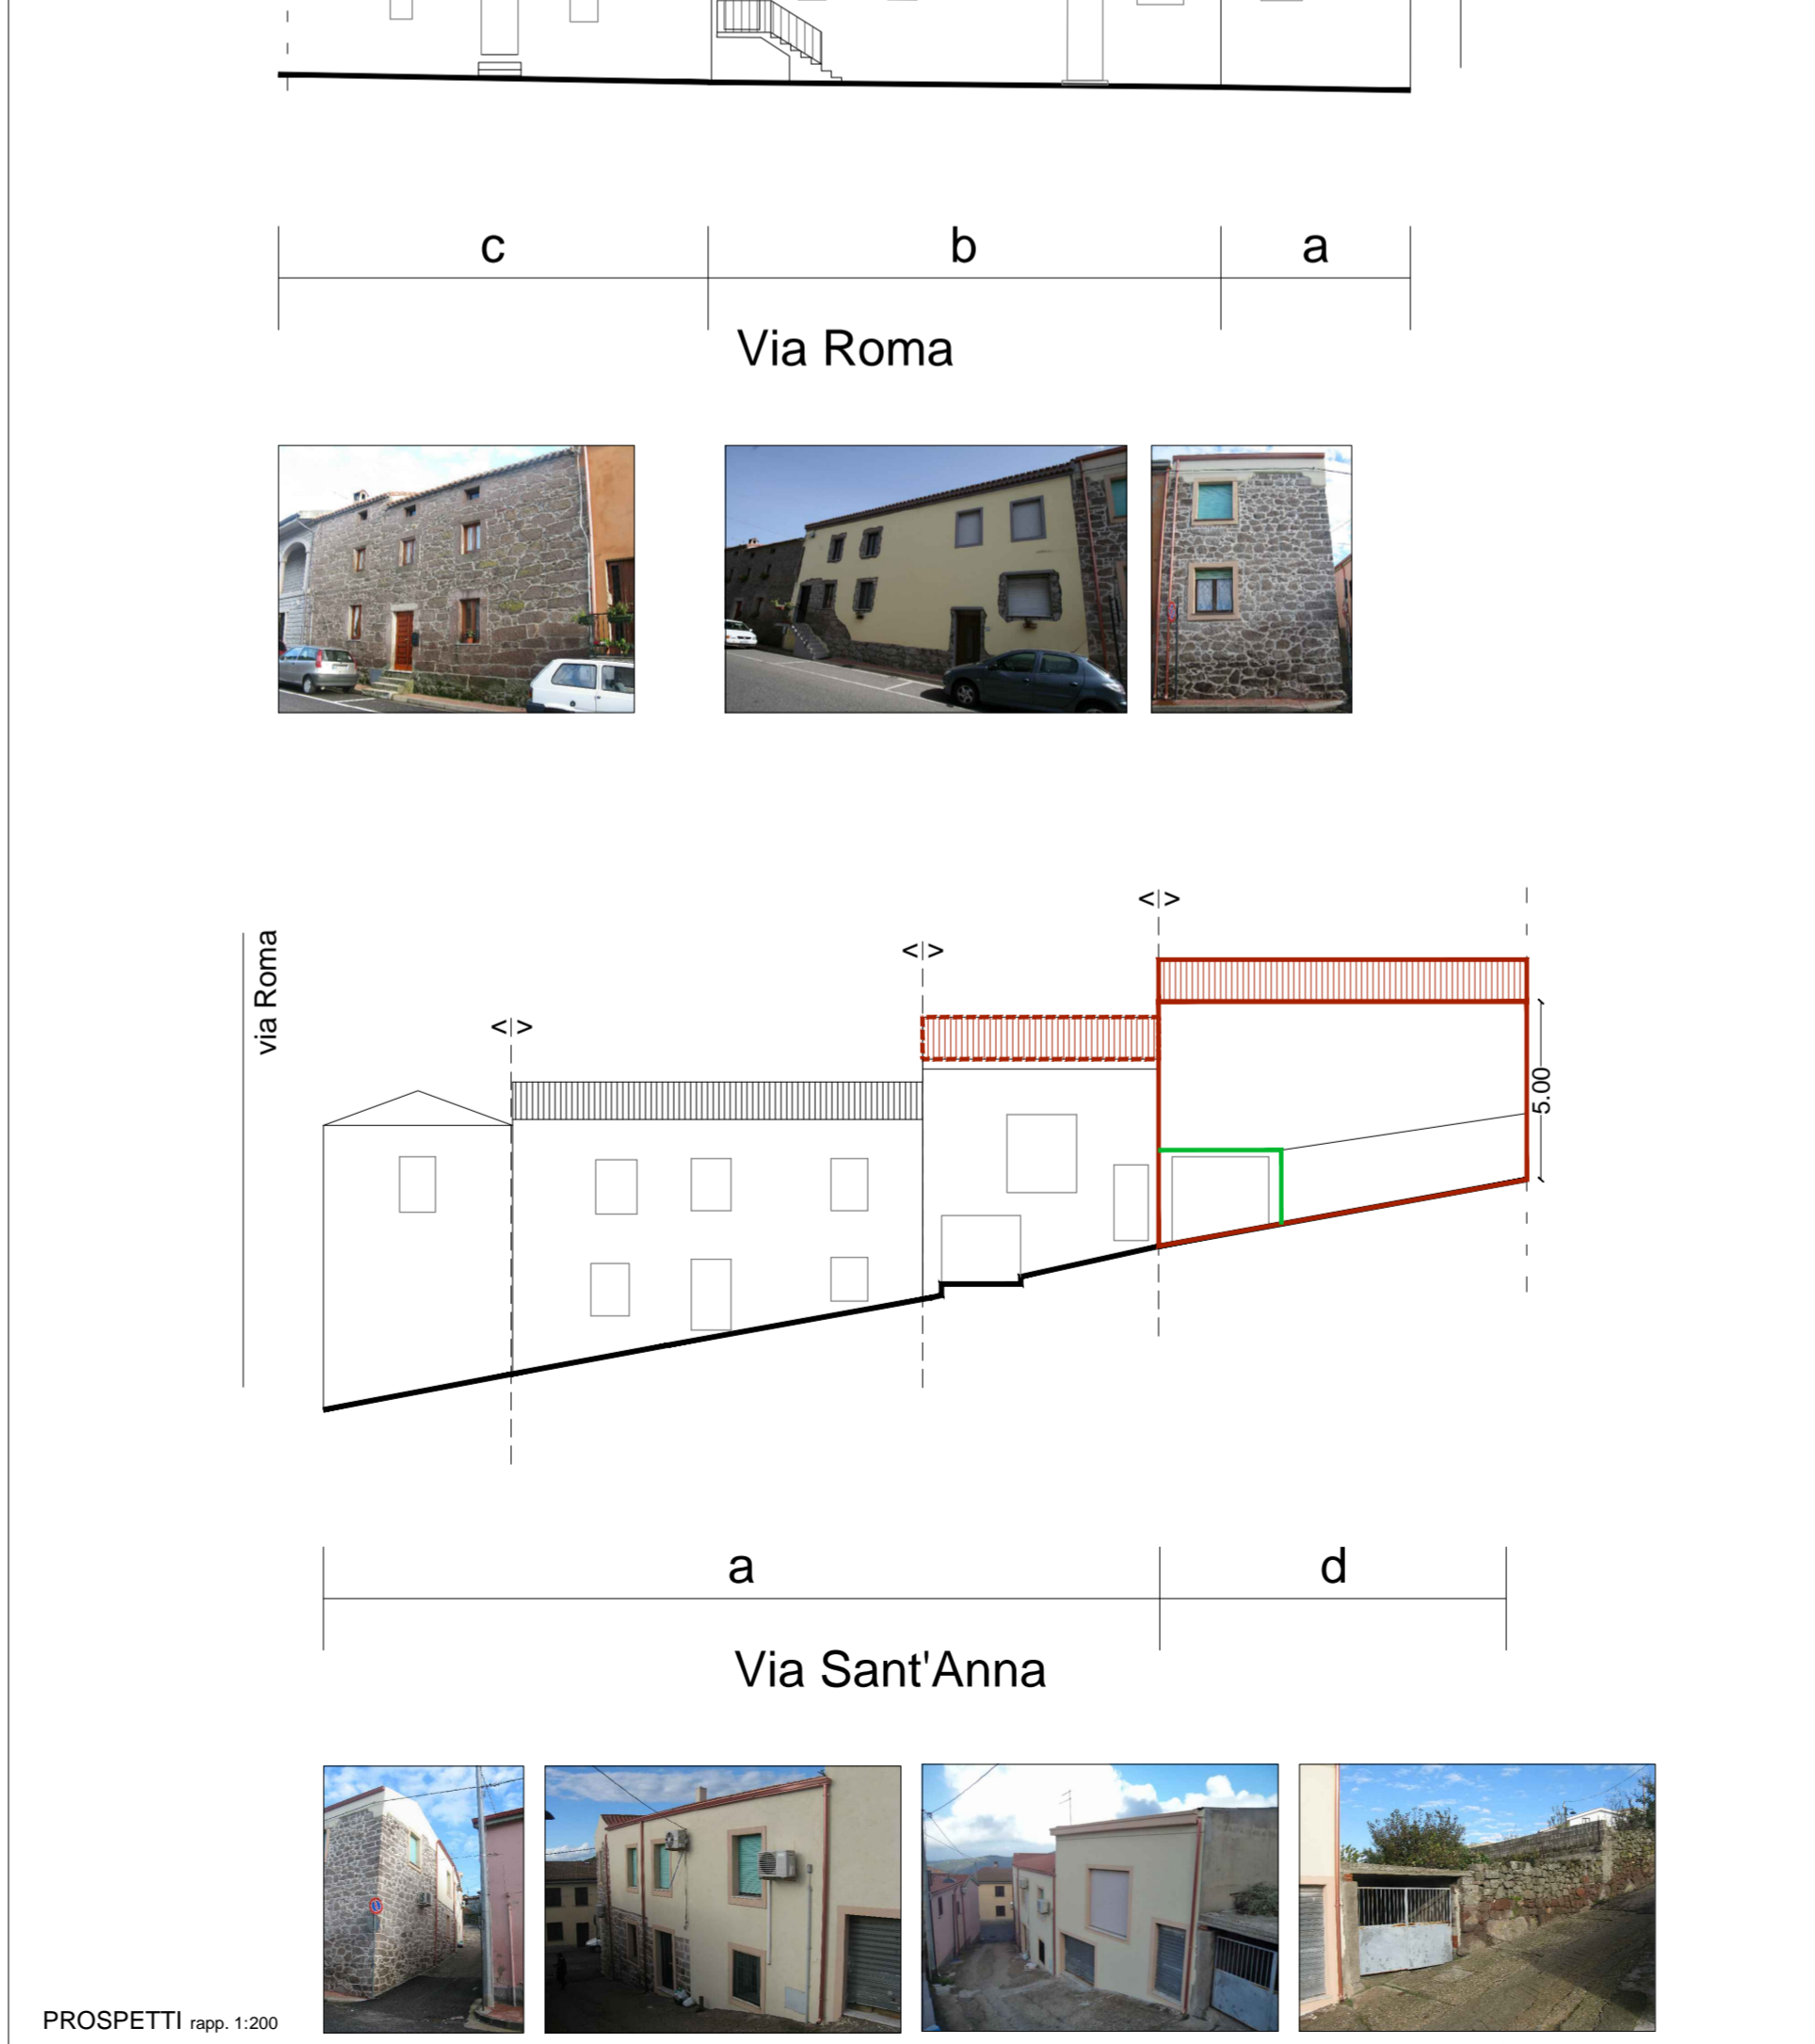 c b a
Via Roma
via Roma
<|>
<|>
<|>
<|>
5.00
a d
Via Sant'Anna
PROSPETTI rapp. 1:200